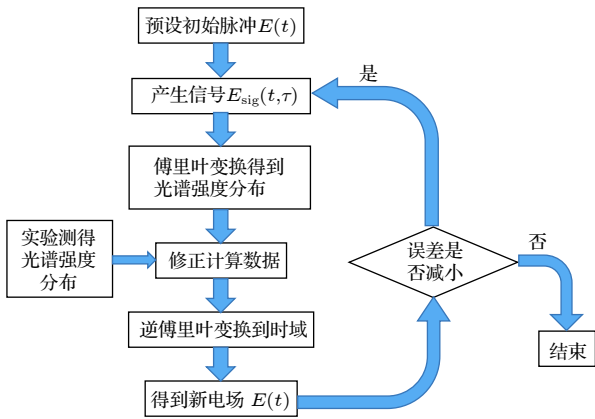 预设初始脉冲E(t)
是
产生信号E_sig(t,τ)
傅里叶变换得到
光谱强度分布
实验测得
光谱强度
分布
修正计算数据
误差是
否减小
否
逆傅里叶变换到时域
结束
得到新电场 E(t)